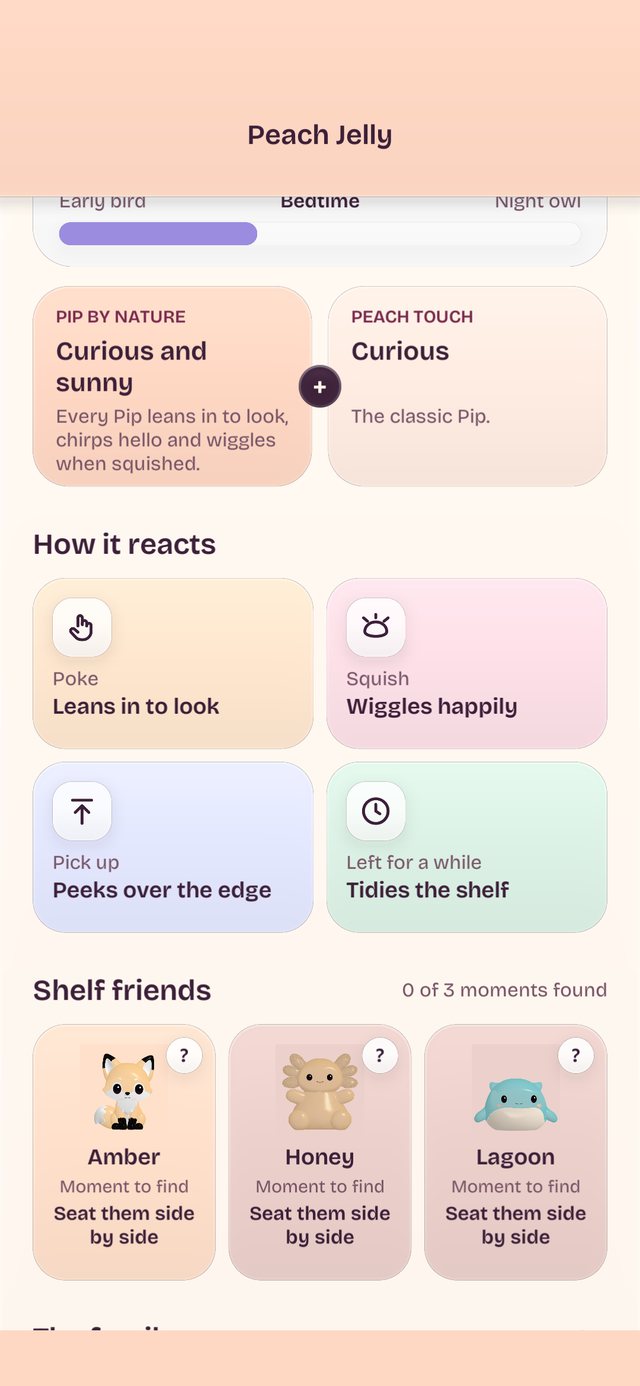 Peach Jelly
Early bird
Bedtime
Night owl
PIP BY NATURE
Curious and
sunny
Every Pip leans in to look,
chirps hello and wiggles
when squished.
+
PEACH TOUCH
Curious
The classic Pip.
How it reacts
Poke
Leans in to look
Squish
Wiggles happily
Pick up
Peeks over the edge
Left for a while
Tidies the shelf
Shelf friends
0 of 3 moments found
?
Amber
Moment to find
Seat them side
by side
?
Honey
Moment to find
Seat them side
by side
?
Lagoon
Moment to find
Seat them side
by side